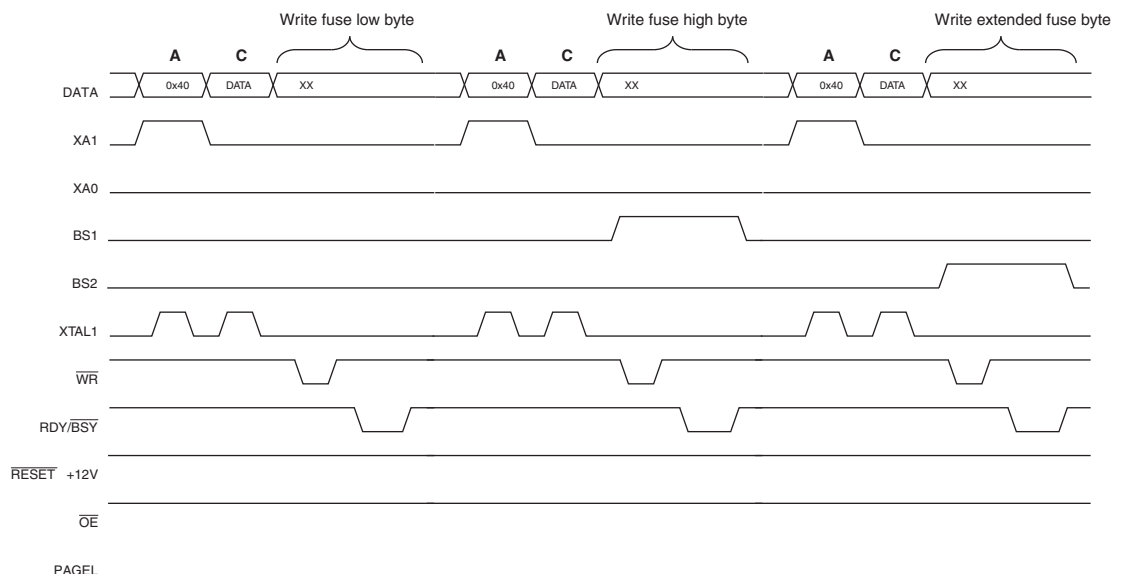 Write fuse low byte Write fuse high byte Write extended fuse byte
A C A C A C
DATA 0x40 DATA XX 0x40 DATA XX 0x40 DATA XX
XA1
XA0
BS1
BS2
XTAL1
WR
RDY/BSY
RESET +12V
OE
PAGEL